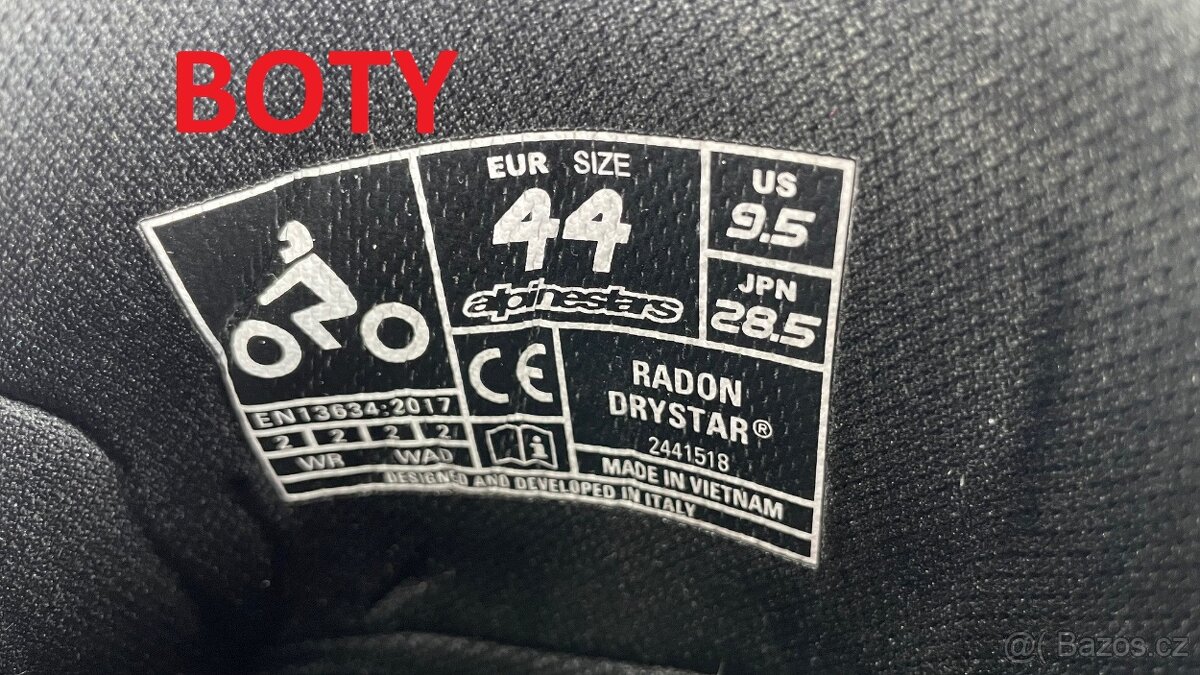 BOTY
EUR SIZE
44
alpinestars
US
9.5
JPN
28.5
CE
EN13634:2017
2 2 2 2
WR WAD
i
RADON
DRYSTAR®
2441518
MADE IN VIETNAM
DESIGNED AND DEVELOPED IN ITALY
@( Bazos.cz